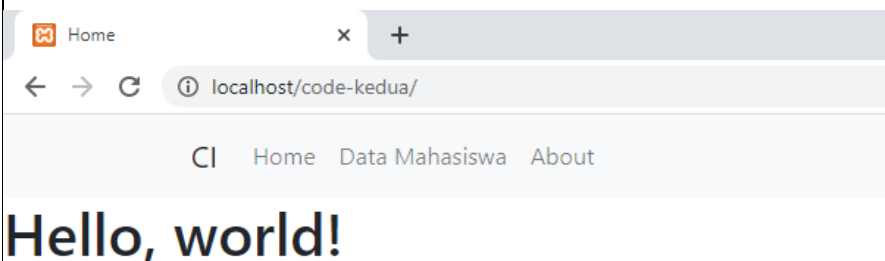 Home
localhost/code-kedua/
CI Home Data Mahasiswa About
Hello, world!